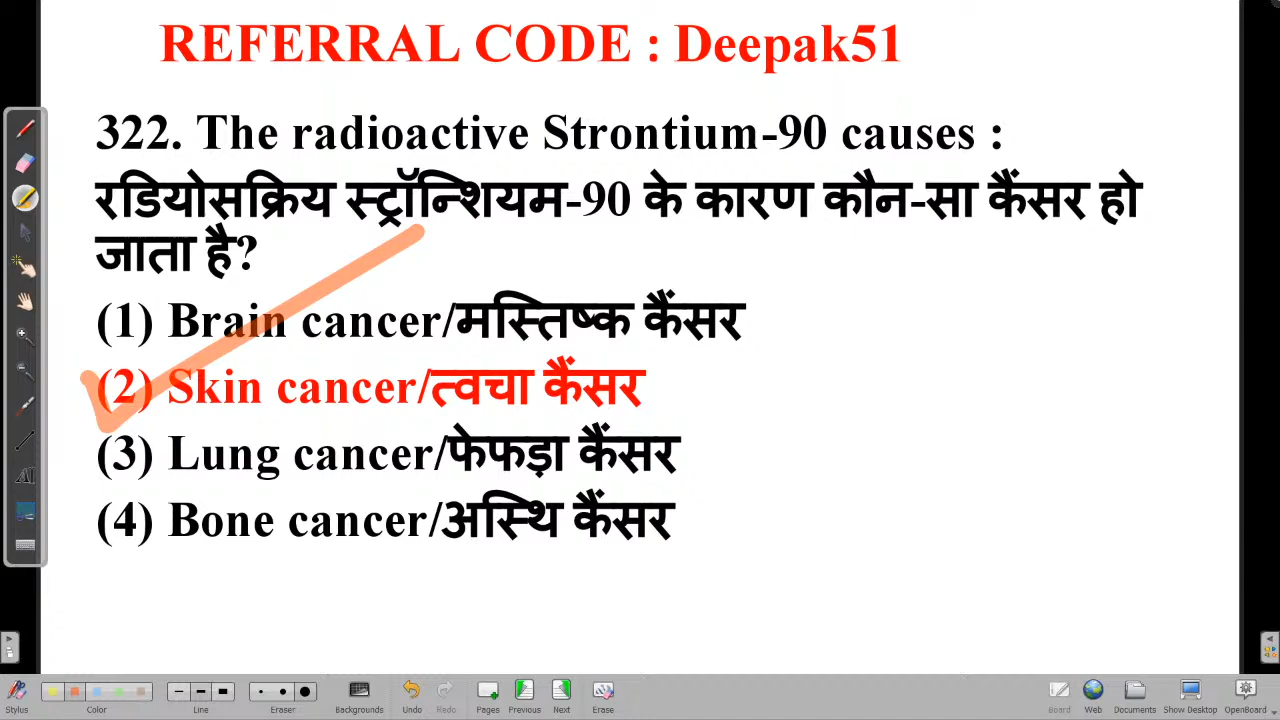 REFERRAL CODE : Deepak51
322. The radioactive Strontium-90 causes :
रडियोसक्रिय स्ट्रॉन्शियम-90 के कारण कौन-सा कैंसर हो
जाता है?
(1) Brain cancer/मस्तिष्क कैंसर
(2) Skin cancer/त्वचा कैंसर
(3) Lung cancer/फेफड़ा कैंसर
(4) Bone cancer/अस्थि कैंसर
Stylus Color Line Eraser Backgrounds Undo Redo Pages Previous Next Erase Board Web Documents Show Desktop OpenBoard